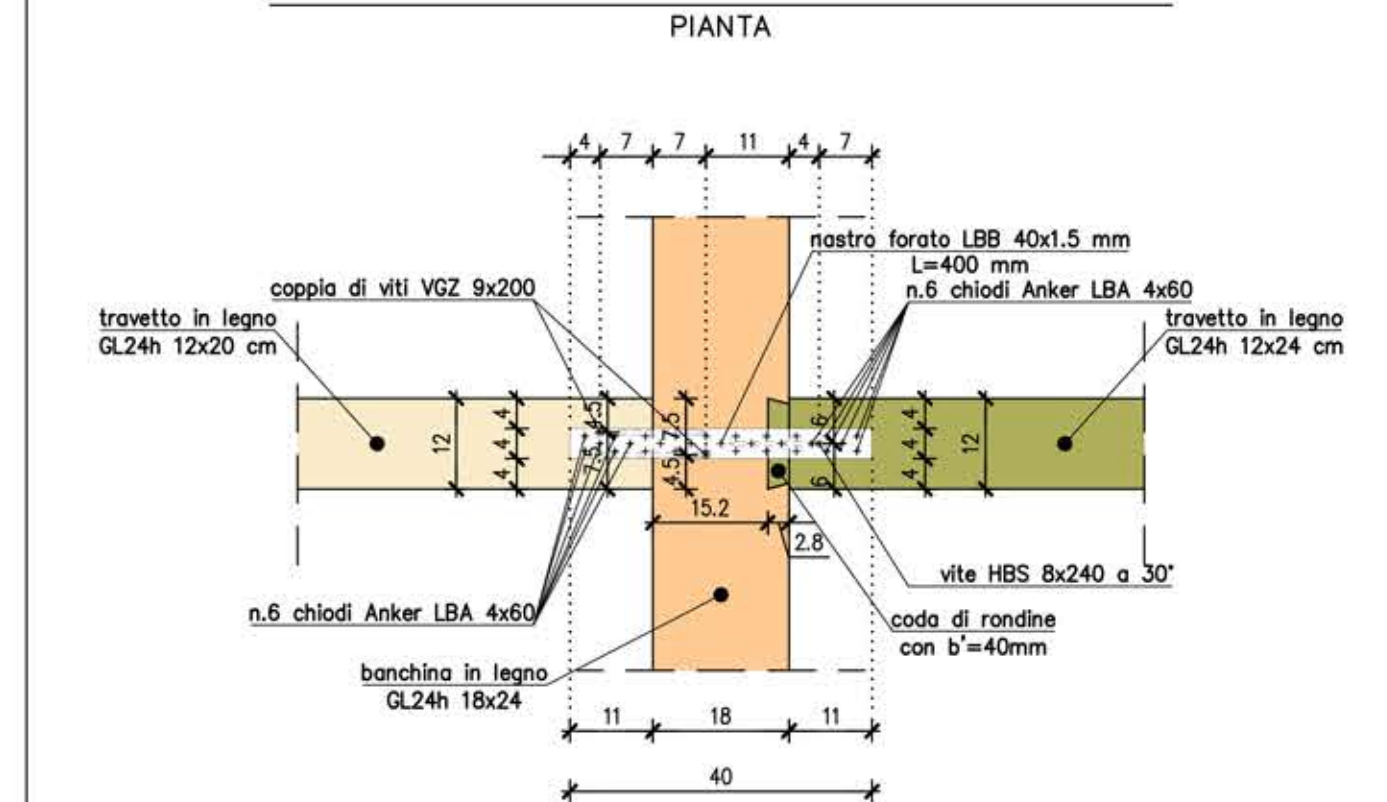 PIANTA
4 7 7 11 4 7
nastro forato LBB 40x1.5 mm
L=400 mm
coppia di viti VGZ 9x200
n.6 chiodi Anker LBA 4x60
travetto in legno
GL24h 12x20 cm
travetto in legno
GL24h 12x24 cm
12
4
4
4
4.5
7.5
7.5
4.5
6
6
4
4
4
12
15.2
2.8
vite HBS 8x240 a 30°
n.6 chiodi Anker LBA 4x60
coda di rondine
con b'=40mm
banchina in legno
GL24h 18x24
11 18 11
40